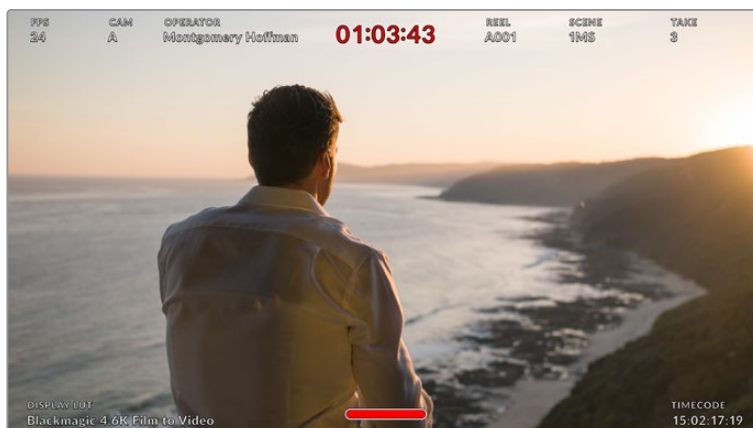 FPS CAM OPERATOR 01:03:43 REEL SCENE TAKE
24 A Montgomery Hoffman A001 1MS 3
DISPLAY LUT TIMECODE
Blackmagic 4.6K Film to Video 15:02:17:19